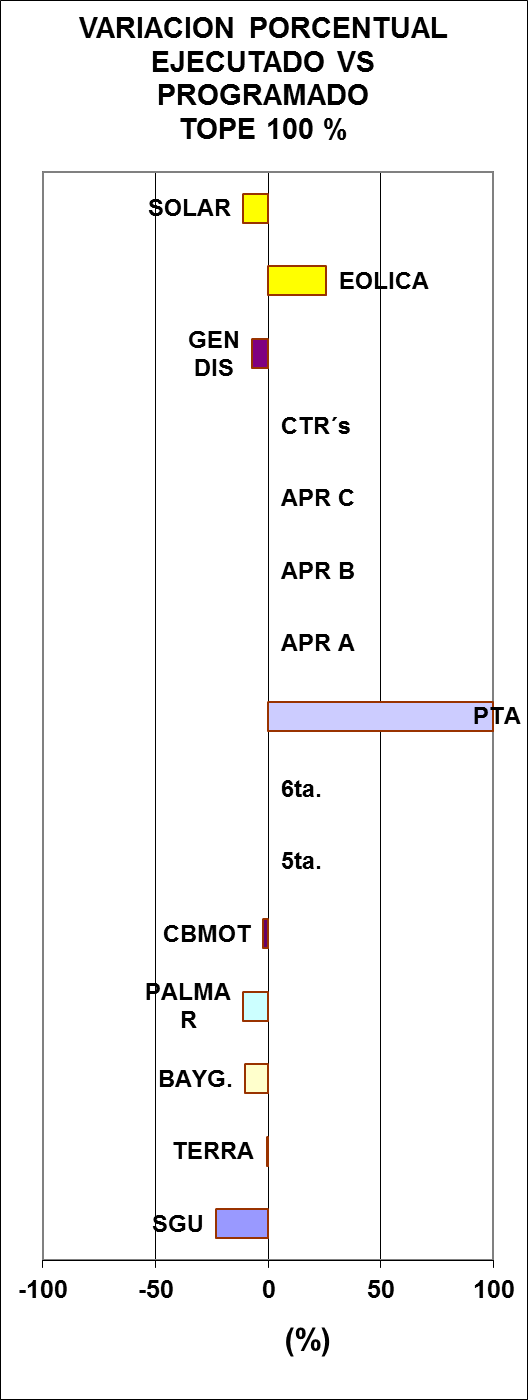 VARIACION PORCENTUAL
EJECUTADO VS
PROGRAMADO
TOPE 100 %
SOLAR
EOLICA
GEN
DIS
CTR´s
APR C
APR B
APR A
PTA
6ta.
5ta.
CBMOT
PALMA
R
BAYG.
TERRA
SGU
-100 -50 0 50 100
(%)